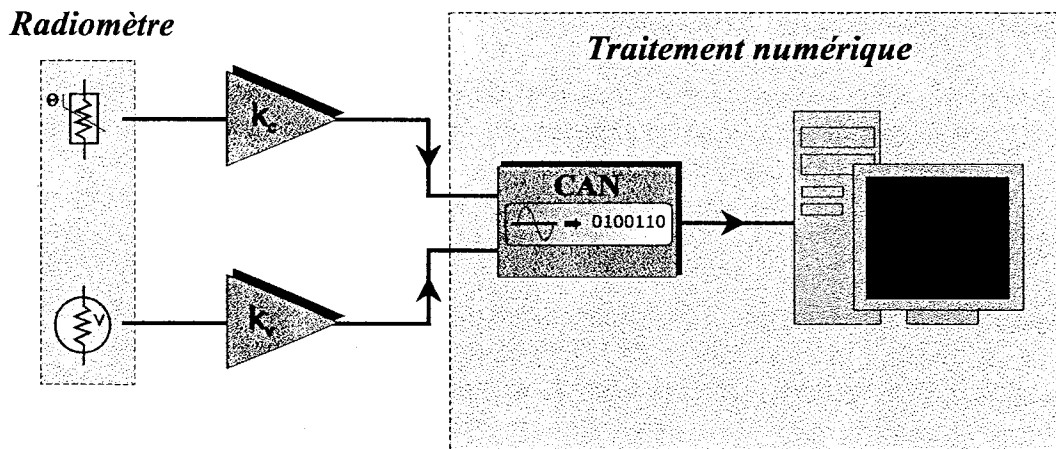 Radiomètre
Traitement numérique
θ
kc
CAN
0100110
V
kv